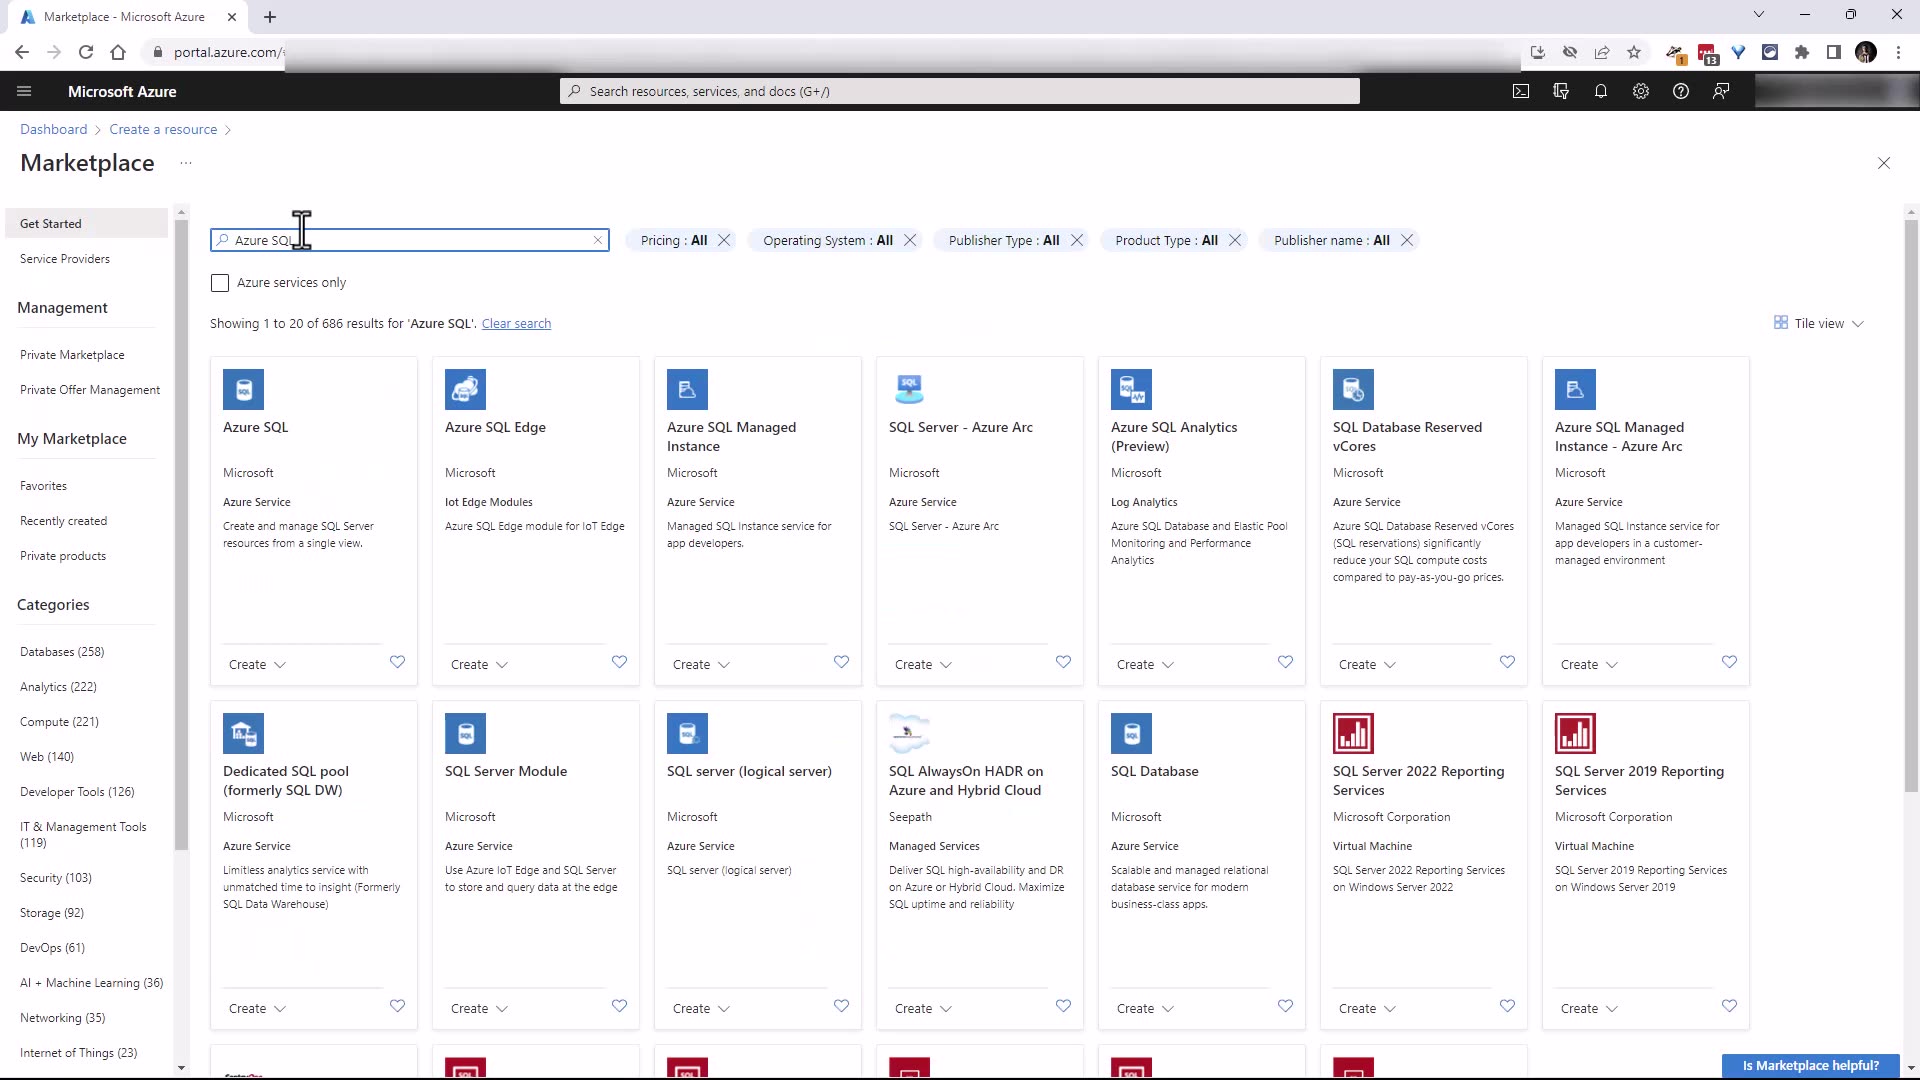 Marketplace - Microsoft Azure
portal.azure.com/
1
13
Microsoft Azure
Search resources, services, and docs (G+/)
Dashboard
Create a resource
Marketplace
Get Started
Service Providers
Management
Private Marketplace
Private Offer Management
My Marketplace
Favorites
Recently created
Private products
Categories
Databases (258)
Analytics (222)
Compute (221)
Web (140)
Developer Tools (126)
IT & Management Tools
(119)
Security (103)
Storage (92)
DevOps (61)
AI + Machine Learning (36)
Networking (35)
Internet of Things (23)
Azure SQL
Pricing : All
Operating System : All
Publisher Type : All
Product Type : All
Publisher name : All
Azure services only
Showing 1 to 20 of 686 results for 'Azure SQL'. Clear search
Tile view
SQL
Azure SQL
Microsoft
Azure Service
Create and manage SQL Server
resources from a single view.
Create
Azure SQL Edge
Microsoft
Iot Edge Modules
Azure SQL Edge module for IoT Edge
Create
Azure SQL Managed
Instance
Microsoft
Azure Service
Managed SQL Instance service for
app developers.
Create
SQL
SQL Server - Azure Arc
Microsoft
Azure Service
SQL Server - Azure Arc
Create
SQL
Azure SQL Analytics
(Preview)
Microsoft
Log Analytics
Azure SQL Database and Elastic Pool
Monitoring and Performance
Analytics
Create
SQL
SQL Database Reserved
vCores
Microsoft
Azure Service
Azure SQL Database Reserved vCores
(SQL reservations) significantly
reduce your SQL compute costs
compared to pay-as-you-go prices.
Create
Azure SQL Managed
Instance - Azure Arc
Microsoft
Azure Service
Managed SQL Instance service for
app developers in a customer-
managed environment
Create
SQL
Dedicated SQL pool
(formerly SQL DW)
Microsoft
Azure Service
Limitless analytics service with
unmatched time to insight (Formerly
SQL Data Warehouse)
Create
SQL
SQL Server Module
Microsoft
Azure Service
Use Azure IoT Edge and SQL Server
to store and query data at the edge
Create
SQL
SQL server (logical server)
Microsoft
Azure Service
SQL server (logical server)
Create
SQL AlwaysOn HADR on
Azure and Hybrid Cloud
Seepath
Managed Services
Deliver SQL high-availability and DR
on Azure or Hybrid Cloud. Maximize
SQL uptime and reliability
Create
SQL
SQL Database
Microsoft
Azure Service
Scalable and managed relational
database service for modern
business-class apps.
Create
SQL Server 2022 Reporting
Services
Microsoft Corporation
Virtual Machine
SQL Server 2022 Reporting Services
on Windows Server 2022
Create
SQL Server 2019 Reporting
Services
Microsoft Corporation
Virtual Machine
SQL Server 2019 Reporting Services
on Windows Server 2019
Create
SQL
SQL
SQL
Is Marketplace helpful?